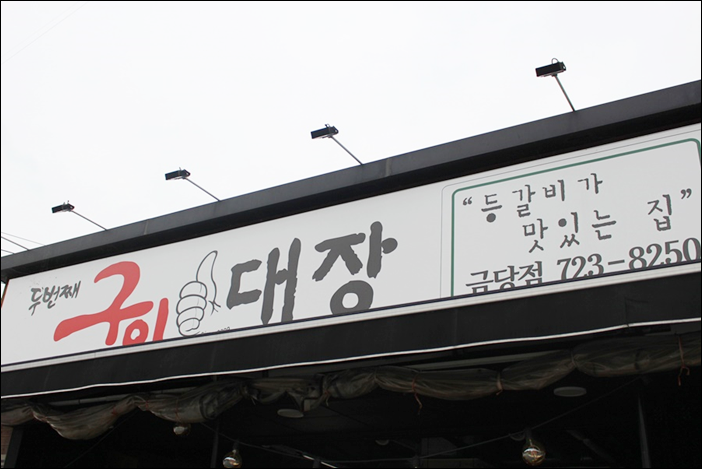 두번째 구이 대장
“등갈비가
맛있는 집”
금당점 723-8250